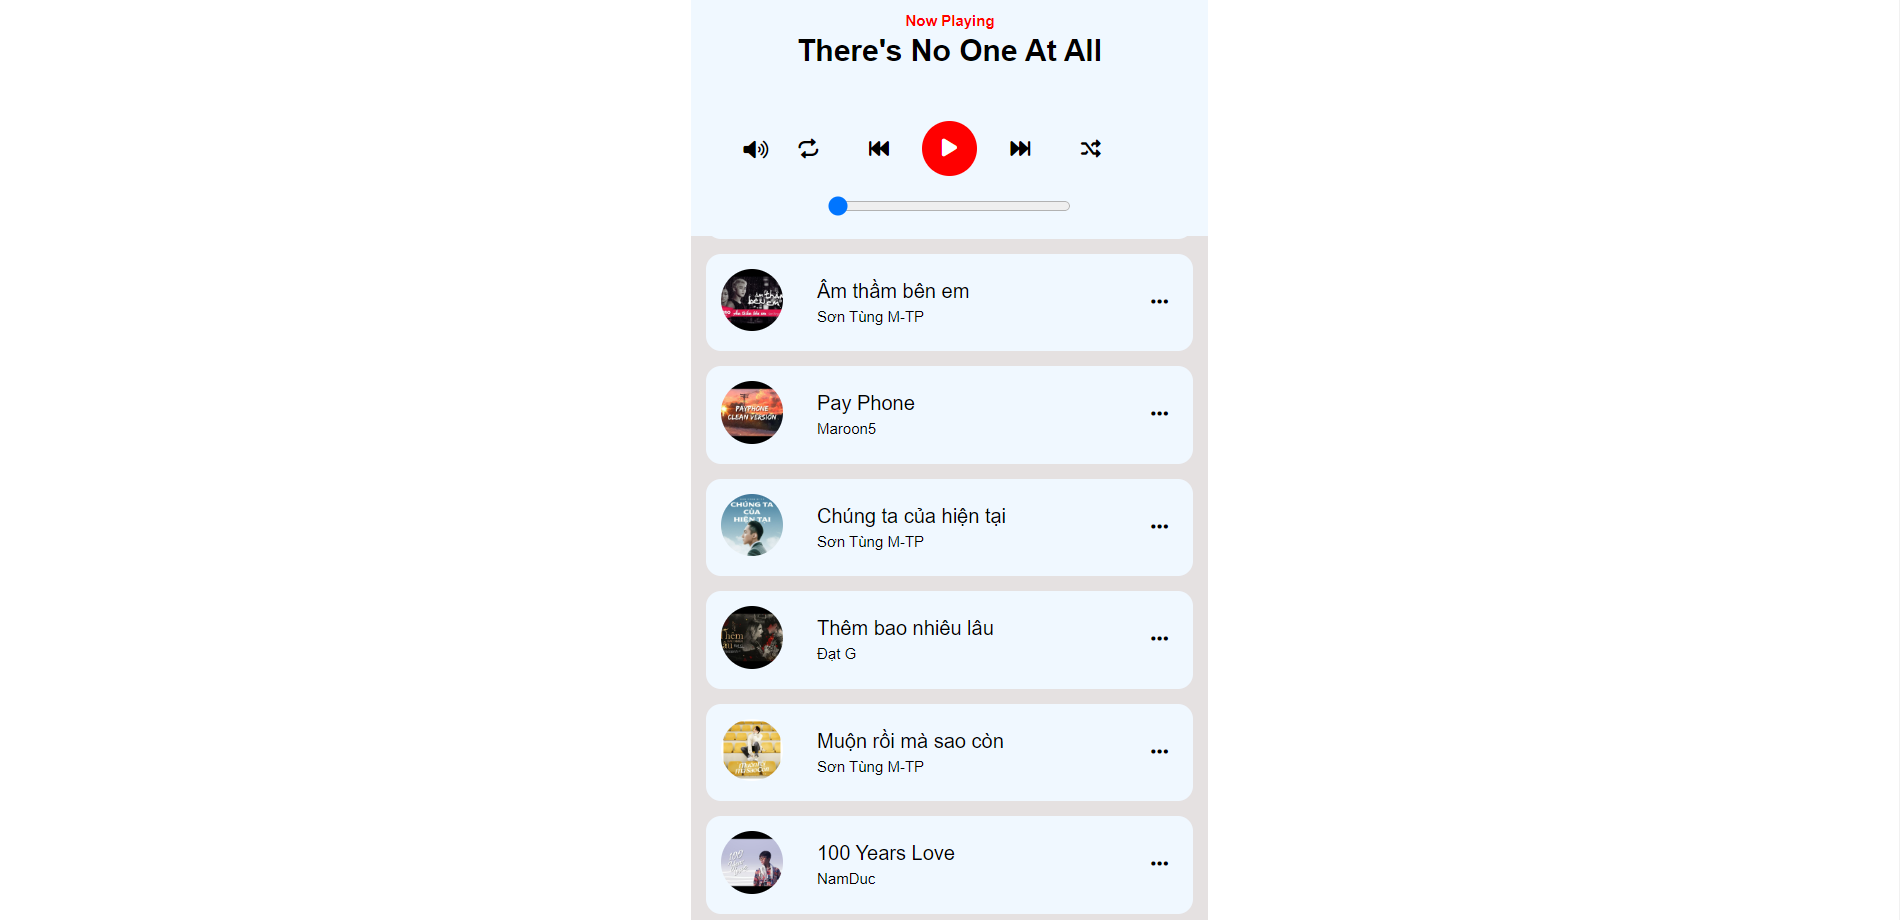 Now Playing
There's No One At All
Âm thầm bên em
Sơn Tùng M-TP
Pay Phone
Maroon5
PAYPHONE
CLEAN VERSION
Chúng ta của hiện tại
Sơn Tùng M-TP
CHÚNG TA
CỦA
HIỆN TẠI
Thêm bao nhiêu lâu
Đạt G
Muộn rồi mà sao còn
Sơn Tùng M-TP
100 Years Love
NamDuc